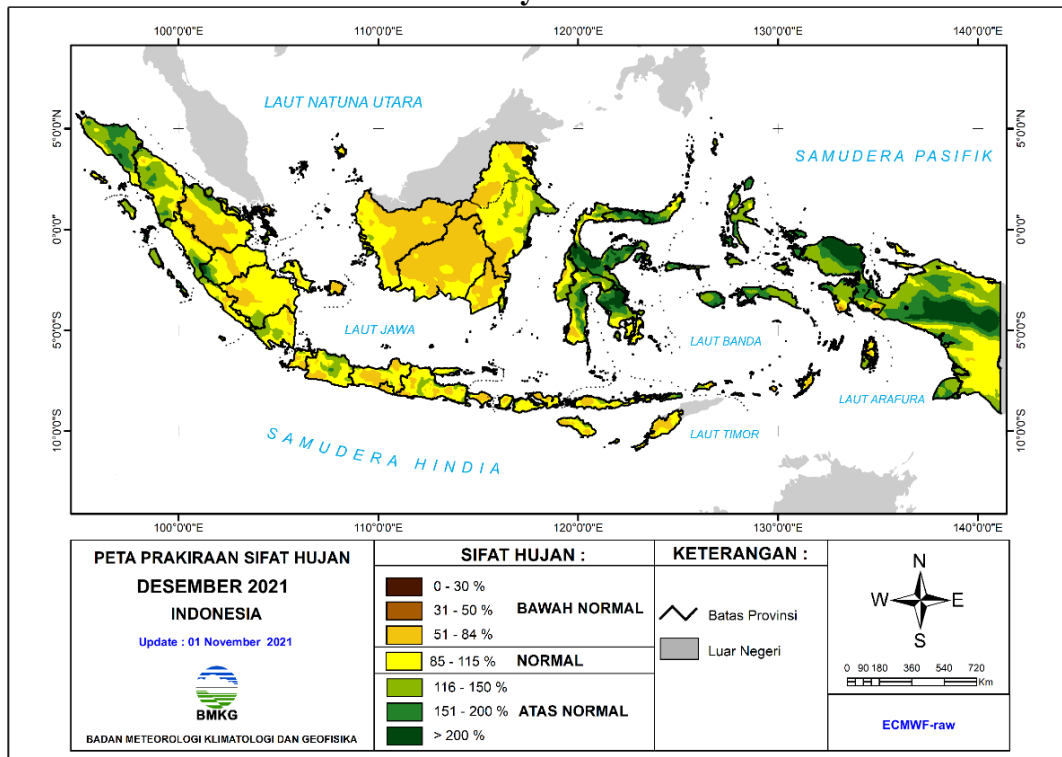 100°0'0"E 110°0'0"E 120°0'0"E 130°0'0"E 140°0'0"E
LAUT NATUNA UTARA
SAMUDERA PASIFIK
5°0'0"N 5°0'0"N
0°0'0" 0°0'0"
LAUT JAWA
LAUT BANDA
5°0'0"S 5°0'0"S
LAUT ARAFURA
LAUT TIMOR
SAMUDERA HINDIA
10°0'0"S 10°0'0"S
100°0'0"E 110°0'0"E 120°0'0"E 130°0'0"E 140°0'0"E
PETA PRAKIRAAN SIFAT HUJAN
DESEMBER 2021
INDONESIA
Update : 01 November 2021
BMKG
BADAN METEOROLOGI KLIMATOLOGI DAN GEOFISIKA
SIFAT HUJAN :
0 - 30 %
31 - 50 % BAWAH NORMAL
51 - 84 %
85 - 115 % NORMAL
116 - 150 %
151 - 200 % ATAS NORMAL
> 200 %
KETERANGAN :
Batas Provinsi
Luar Negeri
N
W E
S
0 90 180 360 540 720
Km
ECMWF-raw